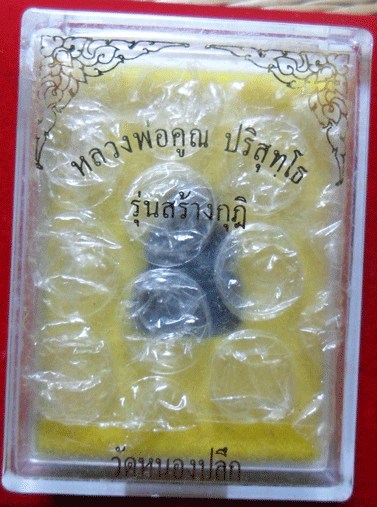 หลวงพ่อคูณ ปริสุทฺโธ
รุ่นสร้างกุฏิ
วัดหนองปลึก